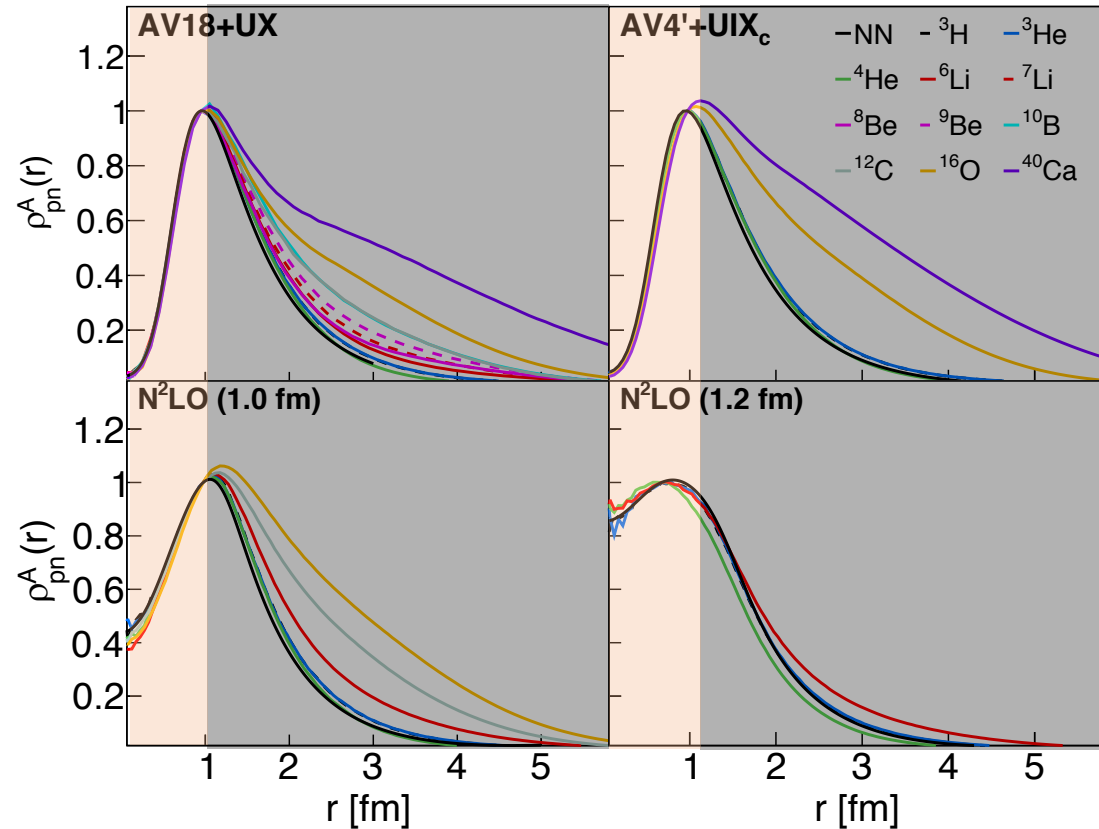 AV18+UX
AV4'+UIXc
NN ³H ³He
⁴He ⁶Li ⁷Li
⁸Be ⁹Be ¹⁰B
¹²C ¹⁶O ⁴⁰Ca
1.2
1
0.8
0.6
0.4
0.2
ρᴬpn(r)
N²LO (1.0 fm)
N²LO (1.2 fm)
1.2
1
0.8
0.6
0.4
0.2
ρᴬpn(r)
1 2 3 4 5
1 2 3 4 5
r [fm]
r [fm]